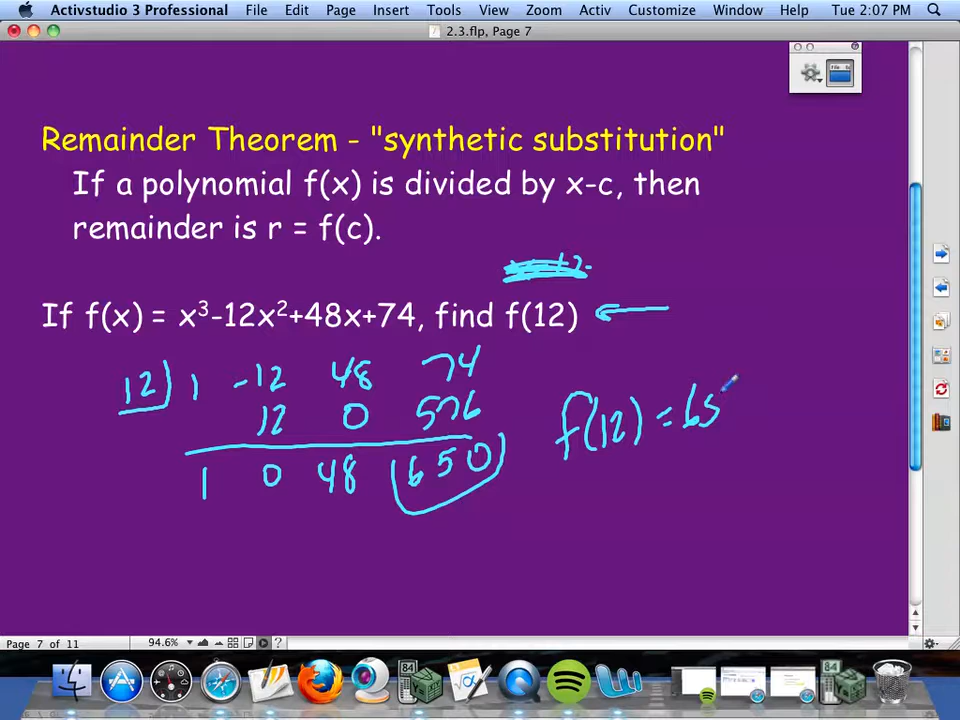 Activstudio 3 Professional File Edit Page Insert Tools View Zoom Activ Customize Window Help Tue 2:07 PM
2.3.flp, Page 7
Remainder Theorem - "synthetic substitution"
If a polynomial f(x) is divided by x-c, then
remainder is r = f(c).
If f(x) = x³-12x²+48x+74, find f(12)
12) 1 -12 48 74
12 0 576
1 0 48 (650)
f(12) = 65
Page 7 of 11 94.6% ?
84 84